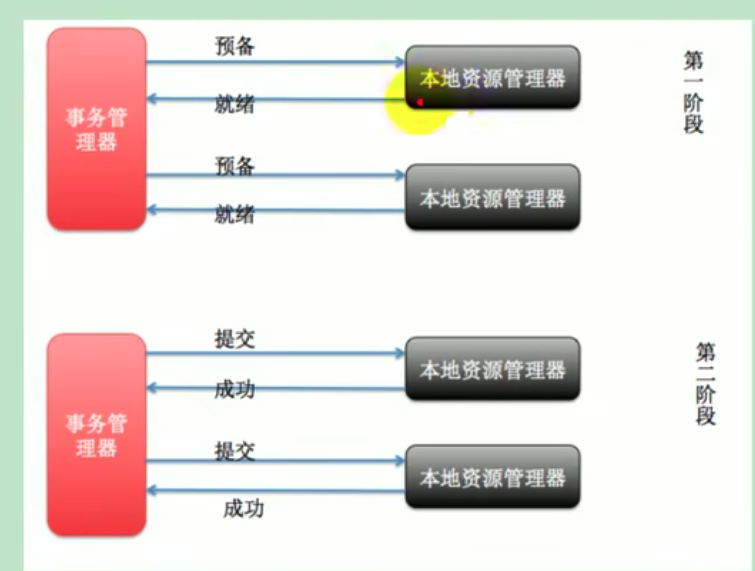 预备
本地资源管理器
第一阶段
就绪
事务管
理器
预备
本地资源管理器
就绪
提交
本地资源管理器
第二阶段
成功
事务管
理器
提交
本地资源管理器
成功